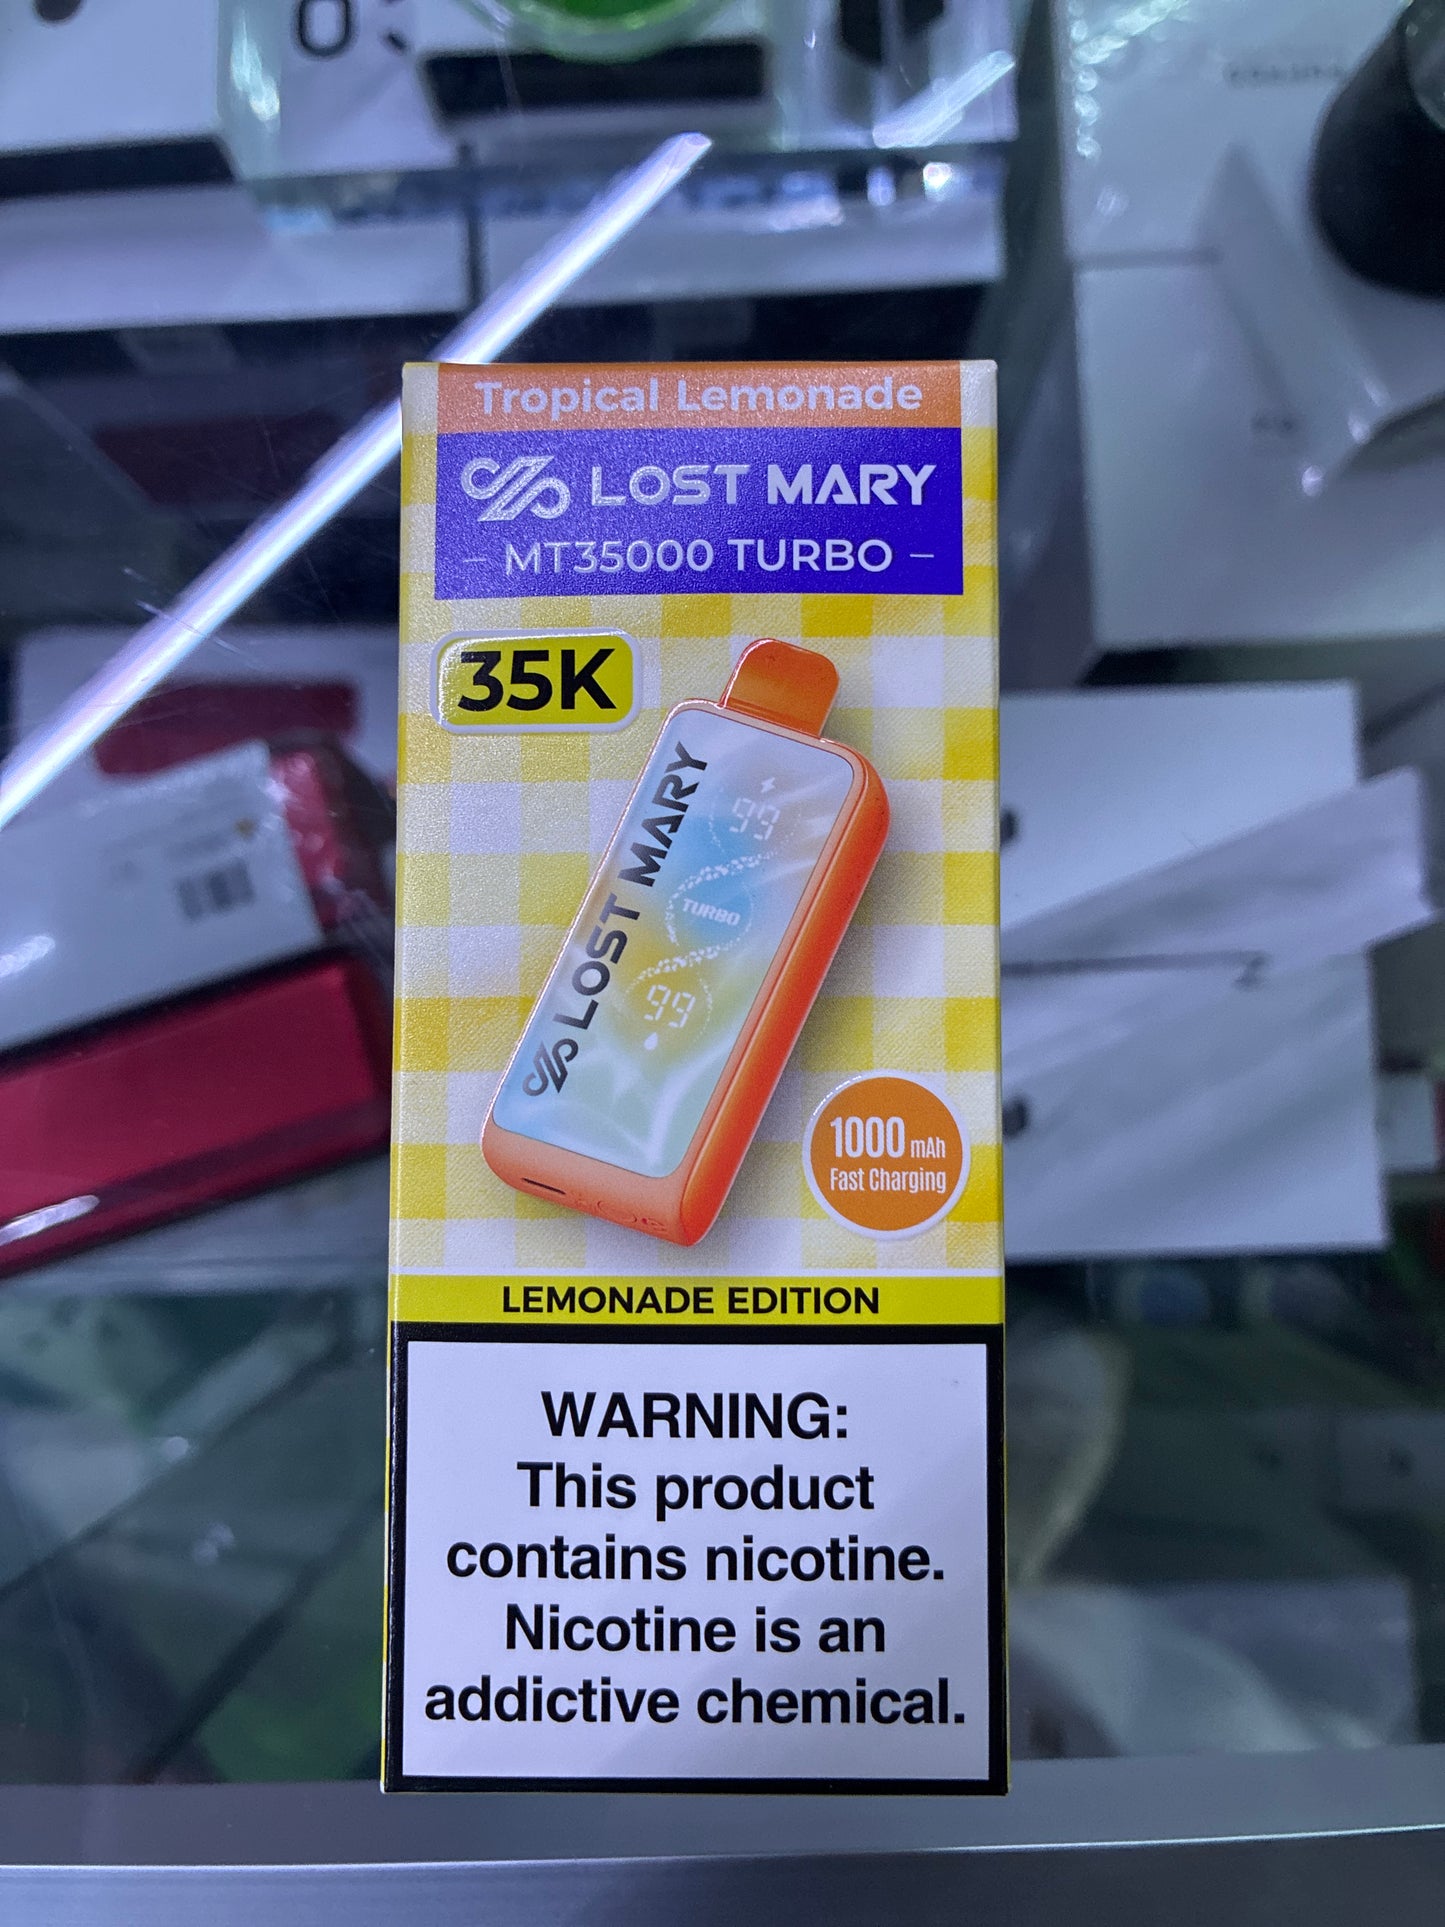 Tropical Lemonade
LOST MARY
- MT35000 TURBO -
35K
LOST MARY
99
TURBO
99
1000 mAh
Fast Charging
LEMONADE EDITION
WARNING:
This product
contains nicotine.
Nicotine is an
addictive chemical.